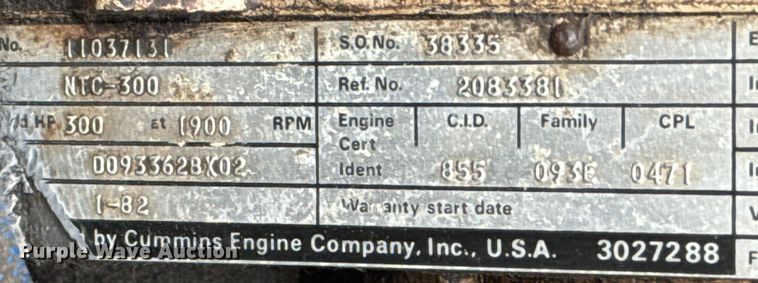 No. 11037131 S.O.No. 38335 E
NTC-300 Ref. No. 2083381
HP 300 at 1900 RPM Engine Cert Ident C.I.D. Family CPL
D093362BX02 855 093E 0471
1-82 Warranty start date
by Cummins Engine Company, Inc., U.S.A. 3027288 F
Purple Wave Auction